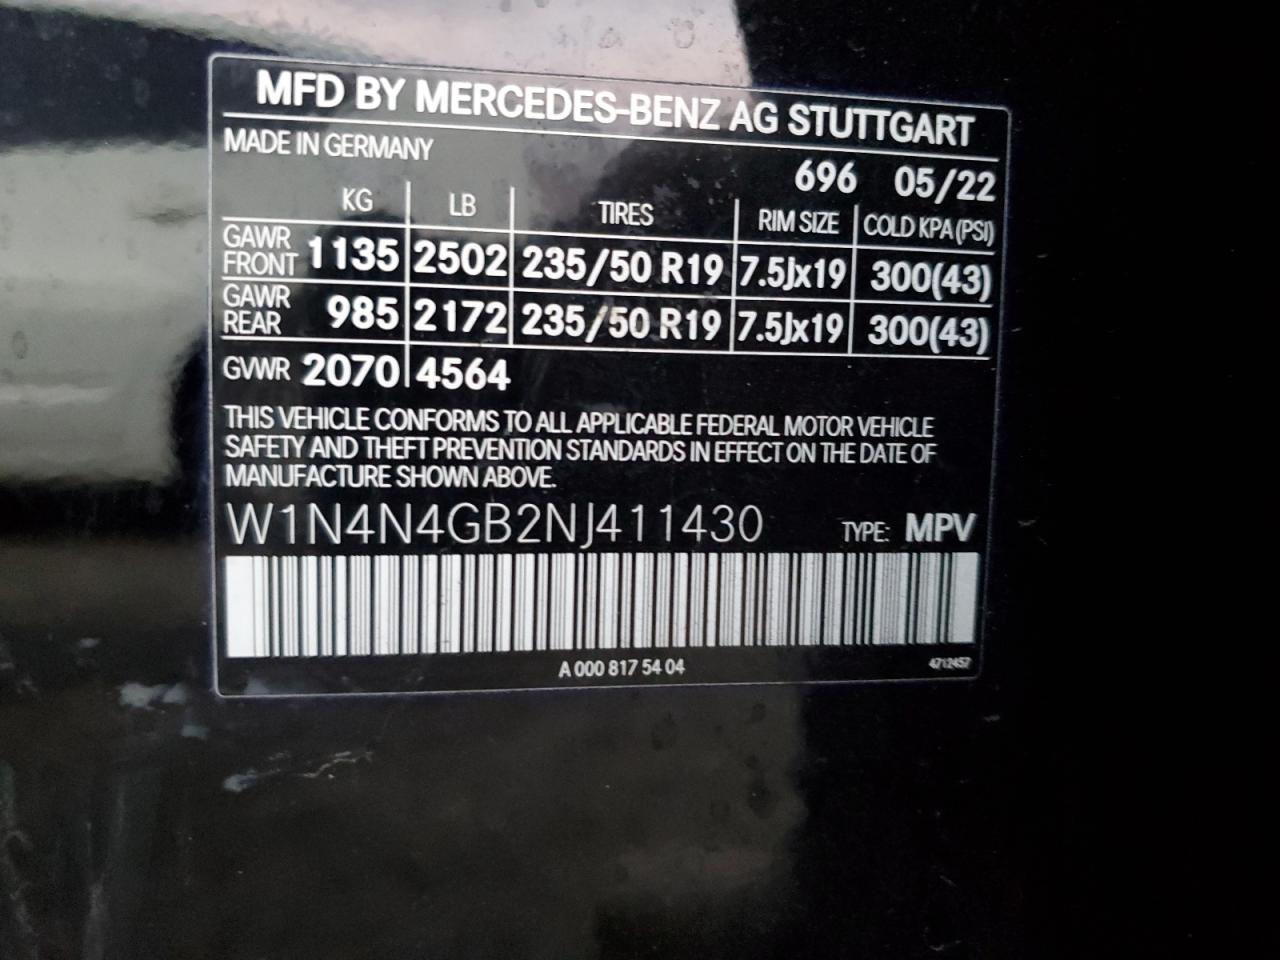 MFD BY MERCEDES-BENZ AG STUTTGART
MADE IN GERMANY
696 05/22
KG LB TIRES RIM SIZE COLD KPA (PSI)
GAWR FRONT 1135 2502 235/50 R19 7.5Jx19 300(43)
GAWR REAR 985 2172 235/50 R19 7.5Jx19 300(43)
GVWR 2070 4564
THIS VEHICLE CONFORMS TO ALL APPLICABLE FEDERAL MOTOR VEHICLE
SAFETY AND THEFT PREVENTION STANDARDS IN EFFECT ON THE DATE OF
MANUFACTURE SHOWN ABOVE.
W1N4N4GB2NJ411430 TYPE: MPV
A 000 817 54 04 4712457